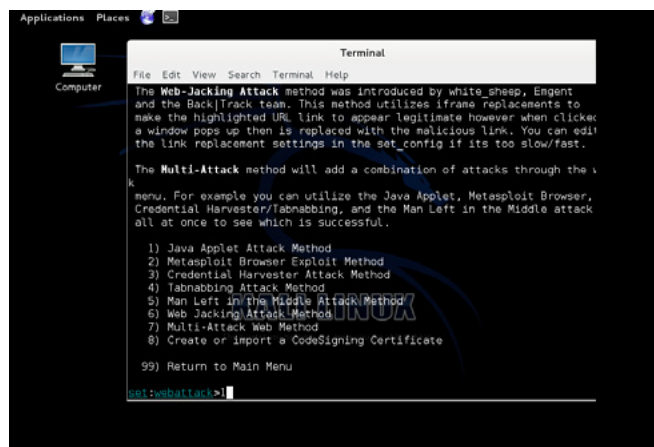 Applications Places
Computer
Terminal
File Edit View Search Terminal Help
The Web-Jacking Attack method was introduced by white_sheep, Emgent
and the Back|Track team. This method utilizes iframe replacements to
make the highlighted URL link to appear legitimate however when clicked
a window pops up then is replaced with the malicious link. You can edit
the link replacement settings in the set_config if its too slow/fast.
The Multi-Attack method will add a combination of attacks through the
k
menu. For example you can utilize the Java Applet, Metasploit Browser,
Credential Harvester/Tabnabbing, and the Man Left in the Middle attack
all at once to see which is successful.
1) Java Applet Attack Method
2) Metasploit Browser Exploit Method
3) Credential Harvester Attack Method
4) Tabnabbing Attack Method
5) Man Left in the Middle Attack Method
6) Web Jacking Attack Method
7) Multi-Attack Web Method
8) Create or import a CodeSigning Certificate
KALI LINUX
99) Return to Main Menu
set:webattack>1